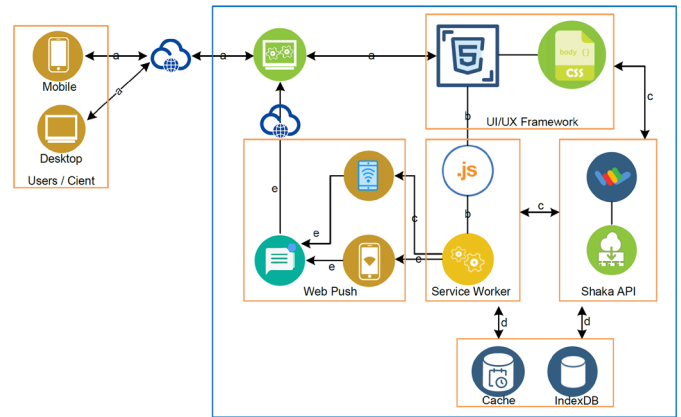 a
a
a
body { }
CSS
Mobile
a
c
b
UI/UX Framework
Desktop
Users / Cient
.js
e
c
b
c
e
e
e
Web Push
Service Worker
Shaka API
d
d
Cache
IndexDB